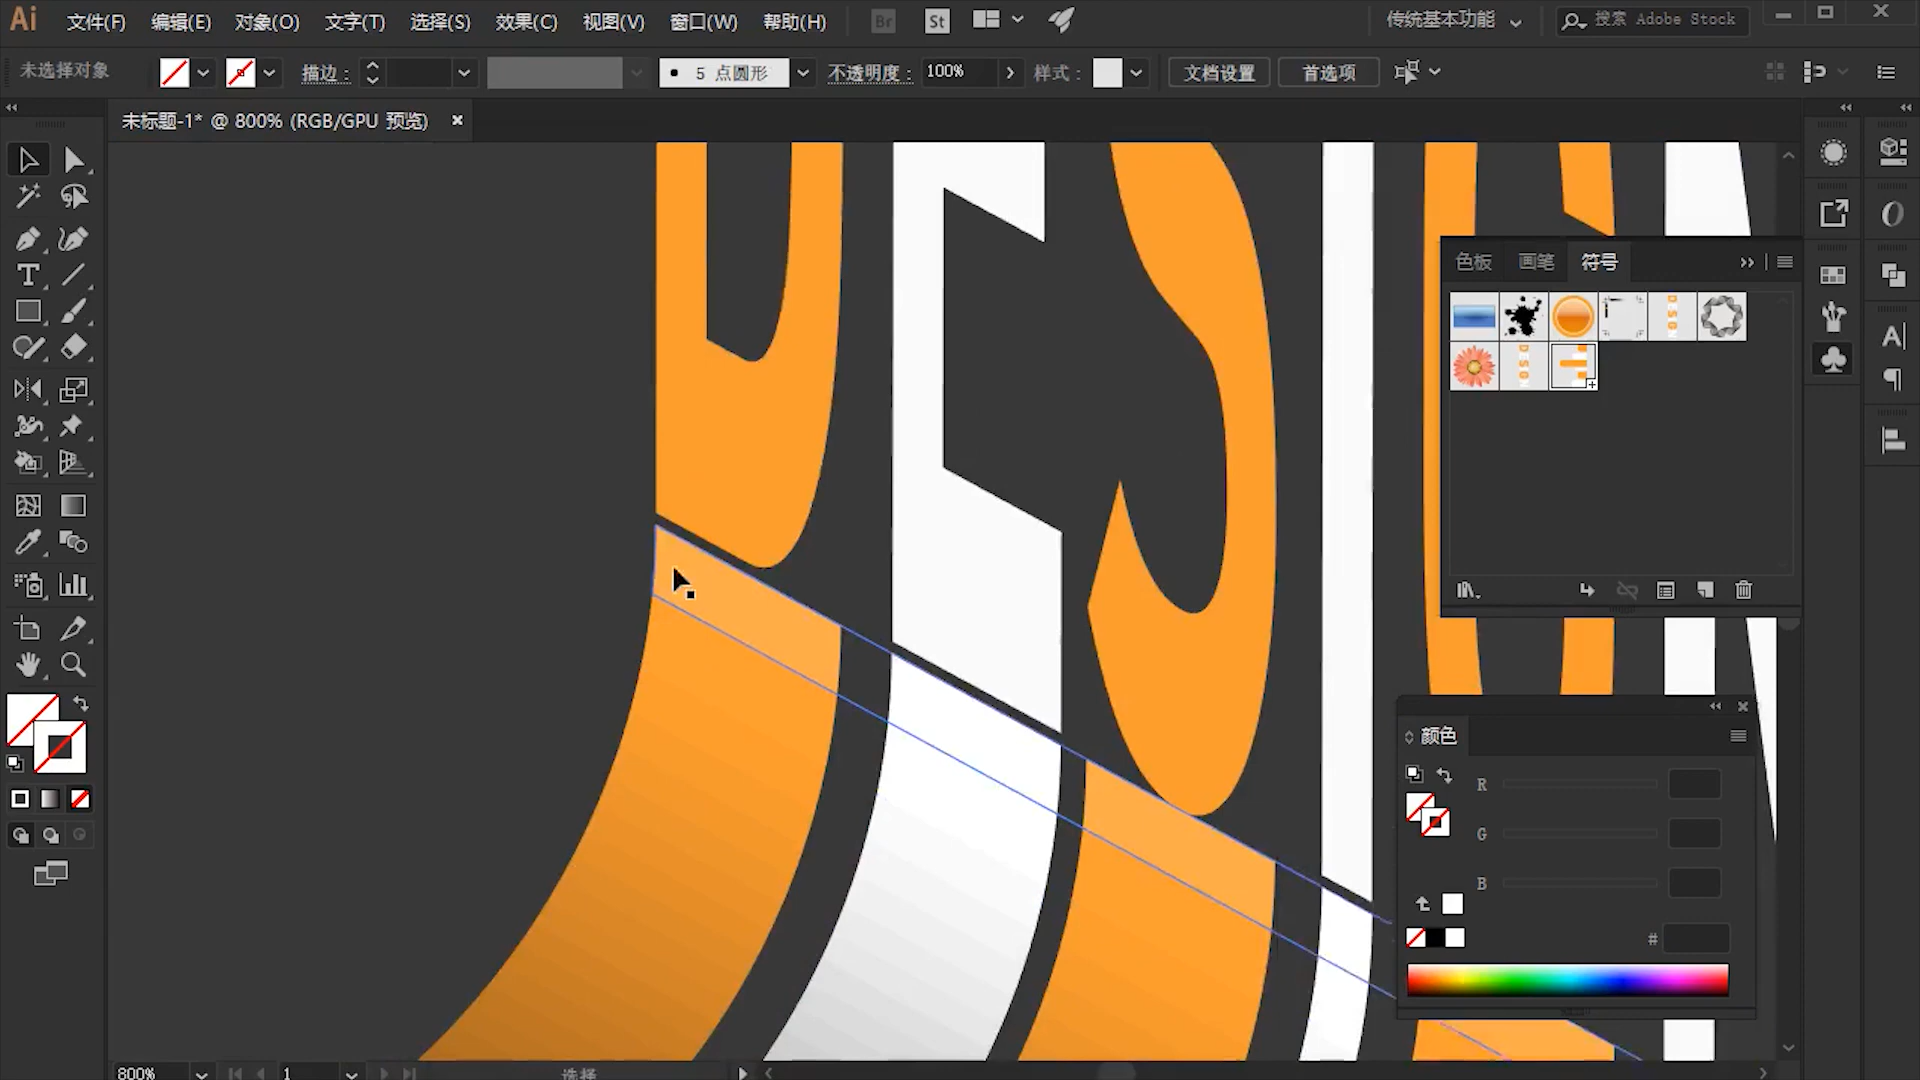 Ai 文件(F) 编辑(E) 对象(O) 文字(T) 选择(S) 效果(C) 视图(V) 窗口(W) 帮助(H) Br St 传统基本功能 搜索 Adobe Stock
未选择对象 描边: 5 点圆形 不透明度: 100% 样式: 文档设置 首选项
未标题-1* @ 800% (RGB/GPU 预览)
色板 画笔 符号
颜色
R
G
B
#
800% 1 选择